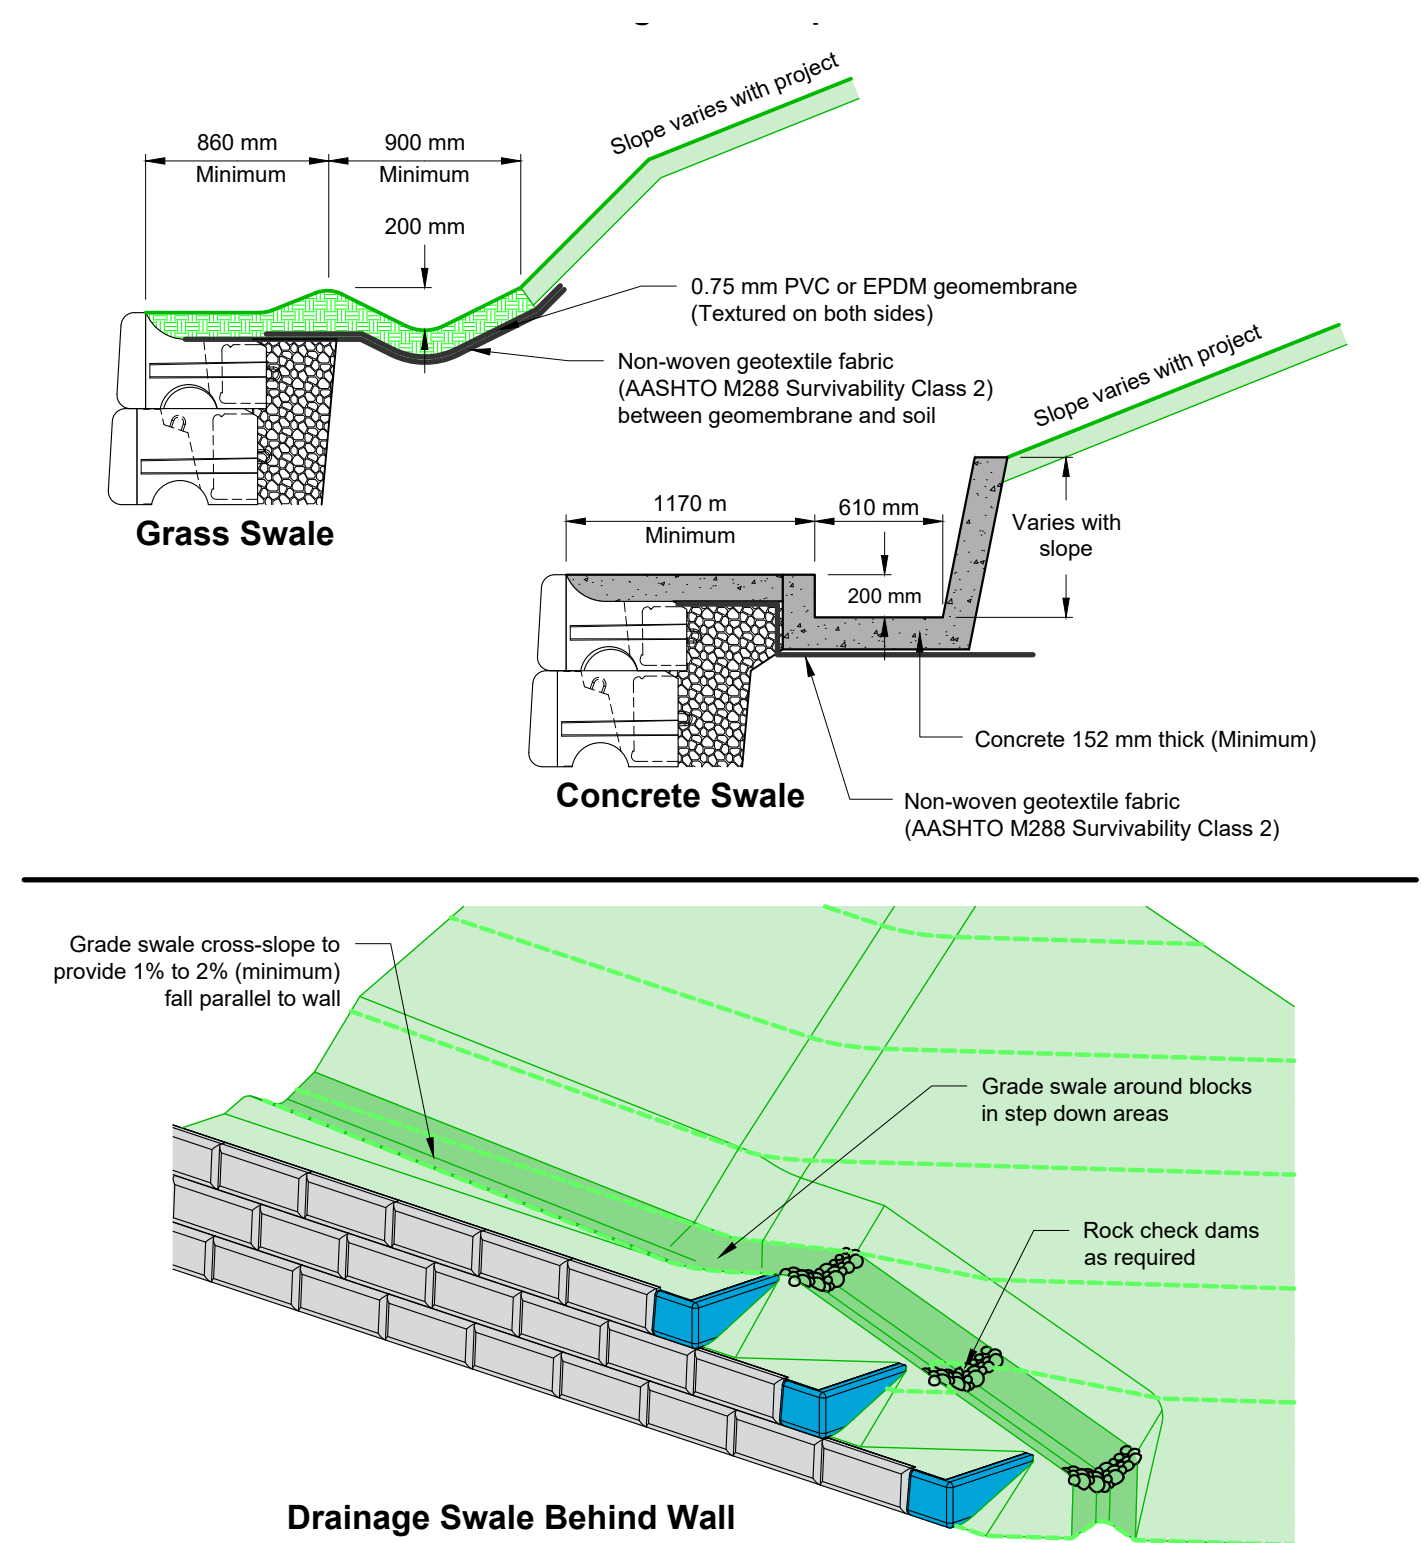 Slope varies with project
860 mm
Minimum
900 mm
Minimum
200 mm
0.75 mm PVC or EPDM geomembrane
(Textured on both sides)
Non-woven geotextile fabric
(AASHTO M288 Survivability Class 2)
between geomembrane and soil
Grass Swale
Slope varies with project
1170 m
Minimum
610 mm
Varies with
slope
200 mm
Concrete 152 mm thick (Minimum)
Concrete Swale
Non-woven geotextile fabric
(AASHTO M288 Survivability Class 2)
Grade swale cross-slope to
provide 1% to 2% (minimum)
fall parallel to wall
Grade swale around blocks
in step down areas
Rock check dams
as required
Drainage Swale Behind Wall